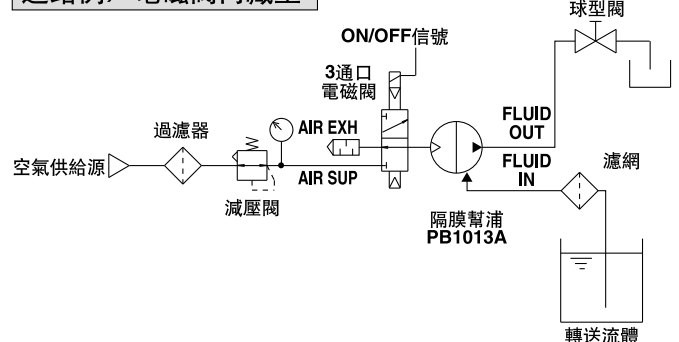 球型閥
ON/OFF信號
3通口
電磁閥
FLUID
OUT
過濾器
AIR EXH
FLUID
IN
濾網
空氣供給源
AIR SUP
減壓閥
隔膜幫浦
PB1013A
轉送流體